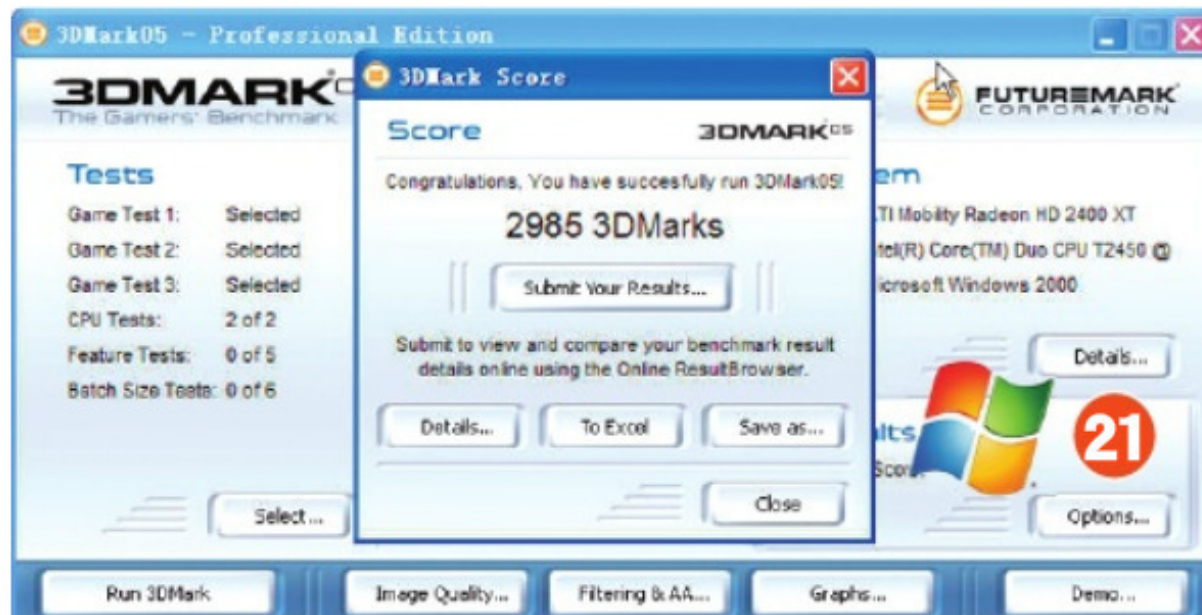 3DMark05 - Professional Edition
3DMARK
The Gamers' Benchmark
FUTUREMARK
CORPORATION
Tests
Game Test 1: Selected
Game Test 2: Selected
Game Test 3: Selected
CPU Tests: 2 of 2
Feature Tests: 0 of 5
Batch Size Tests: 0 of 6
Select...
3DMark Score
Score
3DMARK05
Congratulations, You have succesfully run 3DMark05!
2985 3DMarks
Submit Your Results...
Submit to view and compare your benchmark result
details online using the Online ResultBrowser.
Details... To Excel Save as...
Close
em
TI Mobility Radeon HD 2400 XT
tel(R) Core(TM) Duo CPU T2450 @
icrosoft Windows 2000
Details...
lts
Score
21
Options...
Run 3DMark Image Quality... Filtering & AA... Graphs... Demo...